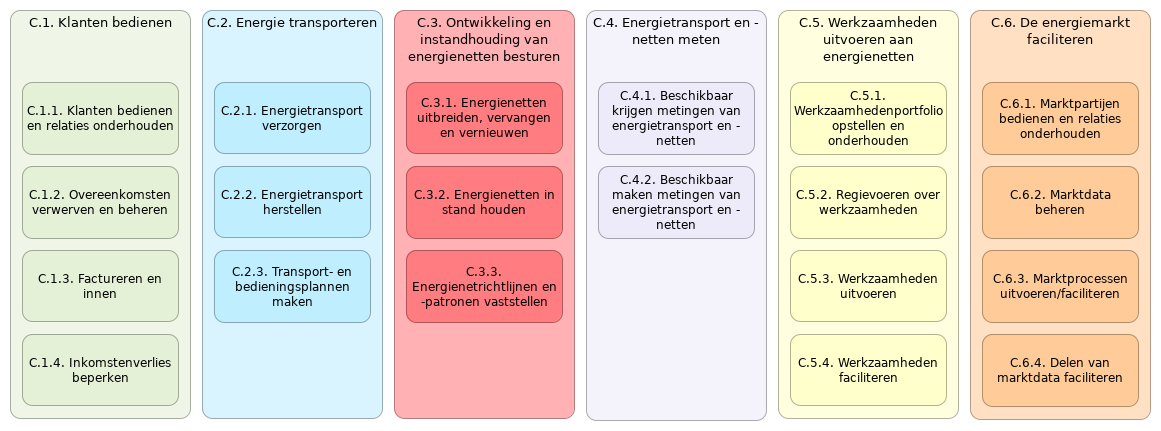 C.1. Klanten bedienen
C.1.1. Klanten bedienen
en relaties onderhouden
C.1.2. Overeenkomsten
verwerven en beheren
C.1.3. Factureren en
innen
C.1.4. Inkomstenverlies
beperken
C.2. Energie transporteren
C.2.1. Energietransport
verzorgen
C.2.2. Energietransport
herstellen
C.2.3. Transport- en
bedieningsplannen
maken
C.3. Ontwikkeling en
instandhouding van
energienetten besturen
C.3.1. Energienetten
uitbreiden, vervangen
en vernieuwen
C.3.2. Energienetten in
stand houden
C.3.3.
Energienetrichtlijnen en
-patronen vaststellen
C.4. Energietransport en -
netten meten
C.4.1. Beschikbaar
krijgen metingen van
energietransport en -
netten
C.4.2. Beschikbaar
maken metingen van
energietransport en -
netten
C.5. Werkzaamheden
uitvoeren aan
energienetten
C.5.1.
Werkzaamhedenportfolio
opstellen en
onderhouden
C.5.2. Regievoeren over
werkzaamheden
C.5.3. Werkzaamheden
uitvoeren
C.5.4. Werkzaamheden
faciliteren
C.6. De energiemarkt
faciliteren
C.6.1. Marktpartijen
bedienen en relaties
onderhouden
C.6.2. Marktdata
beheren
C.6.3. Marktprocessen
uitvoeren/faciliteren
C.6.4. Delen van
marktdata faciliteren